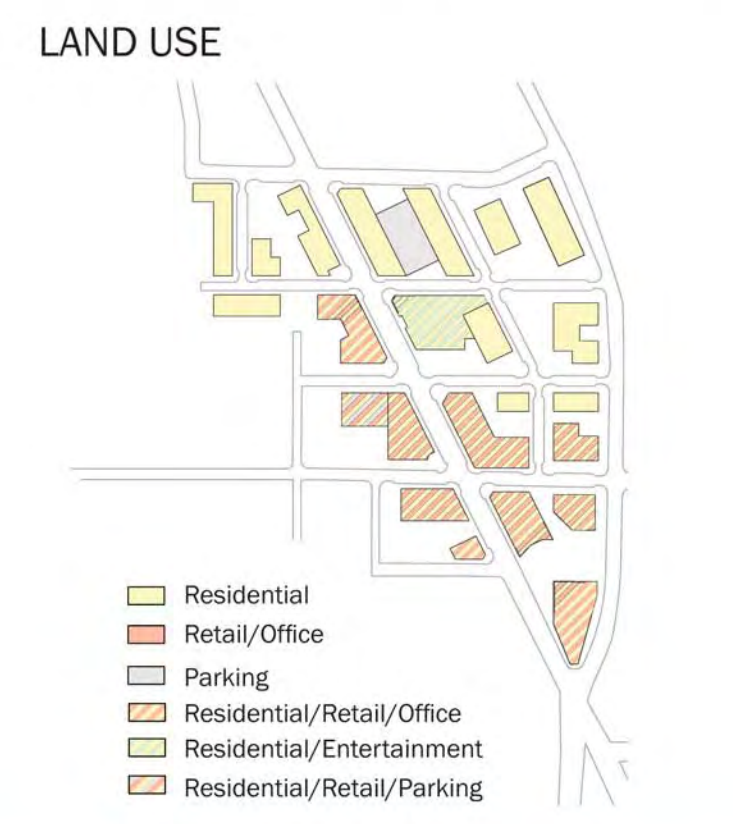 LAND USE
Residential
Retail/Office
Parking
Residential/Retail/Office
Residential/Entertainment
Residential/Retail/Parking